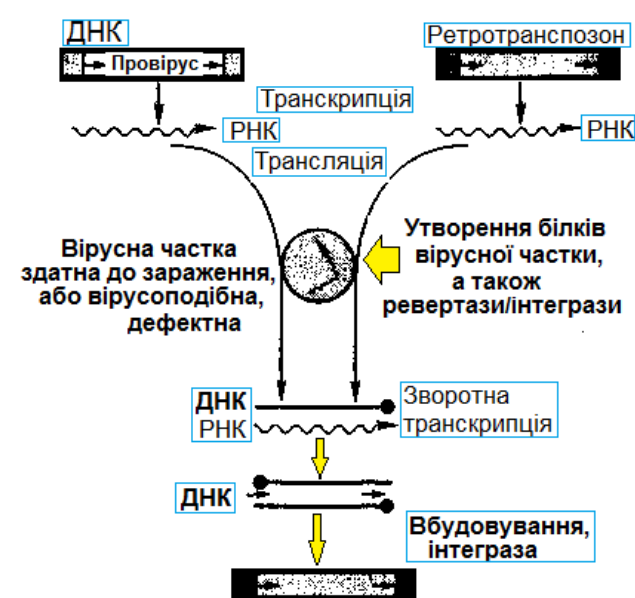 ДНК
Ретротранспозон
Провірус
Транскрипція
РНК
РНК
Трансляція
Вірусна частка
здатна до зараження,
або вірусоподібна,
дефектна
Утворення білків
вірусної частки,
а також
ревертази/інтегрази
ДНК
РНК
Зворотна
транскрипція
ДНК
Вбудовування,
інтеграза